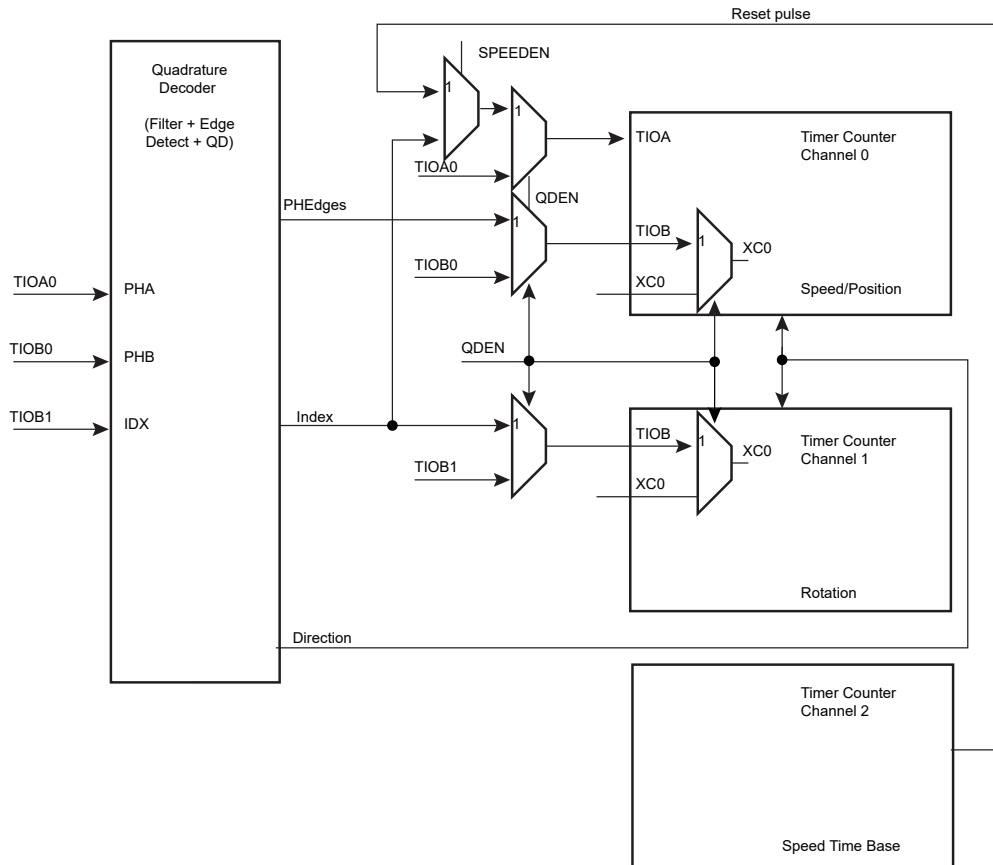 Reset pulse
SPEEDEN
Quadrature
Decoder
(Filter + Edge
Detect + QD)
1
1
TIOA
Timer Counter
Channel 0
TIOA0
QDEN
PHEdges
1
TIOB
1
XC0
TIOB0
XC0
Speed/Position
TIOA0
PHA
QDEN
TIOB0
PHB
TIOB1
IDX
Index
1
TIOB
1
XC0
Timer Counter
Channel 1
TIOB1
XC0
Rotation
Direction
Timer Counter
Channel 2
Speed Time Base